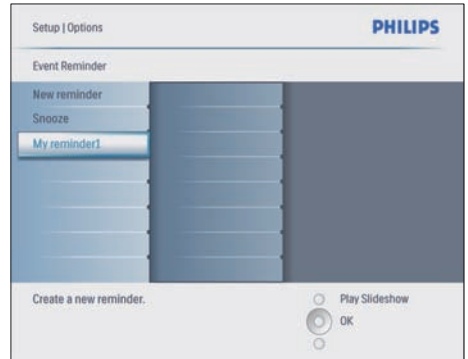 Setup | Options
PHILIPS
Event Reminder
New reminder
Snooze
My reminder1
Create a new reminder.
Play Slideshow
OK